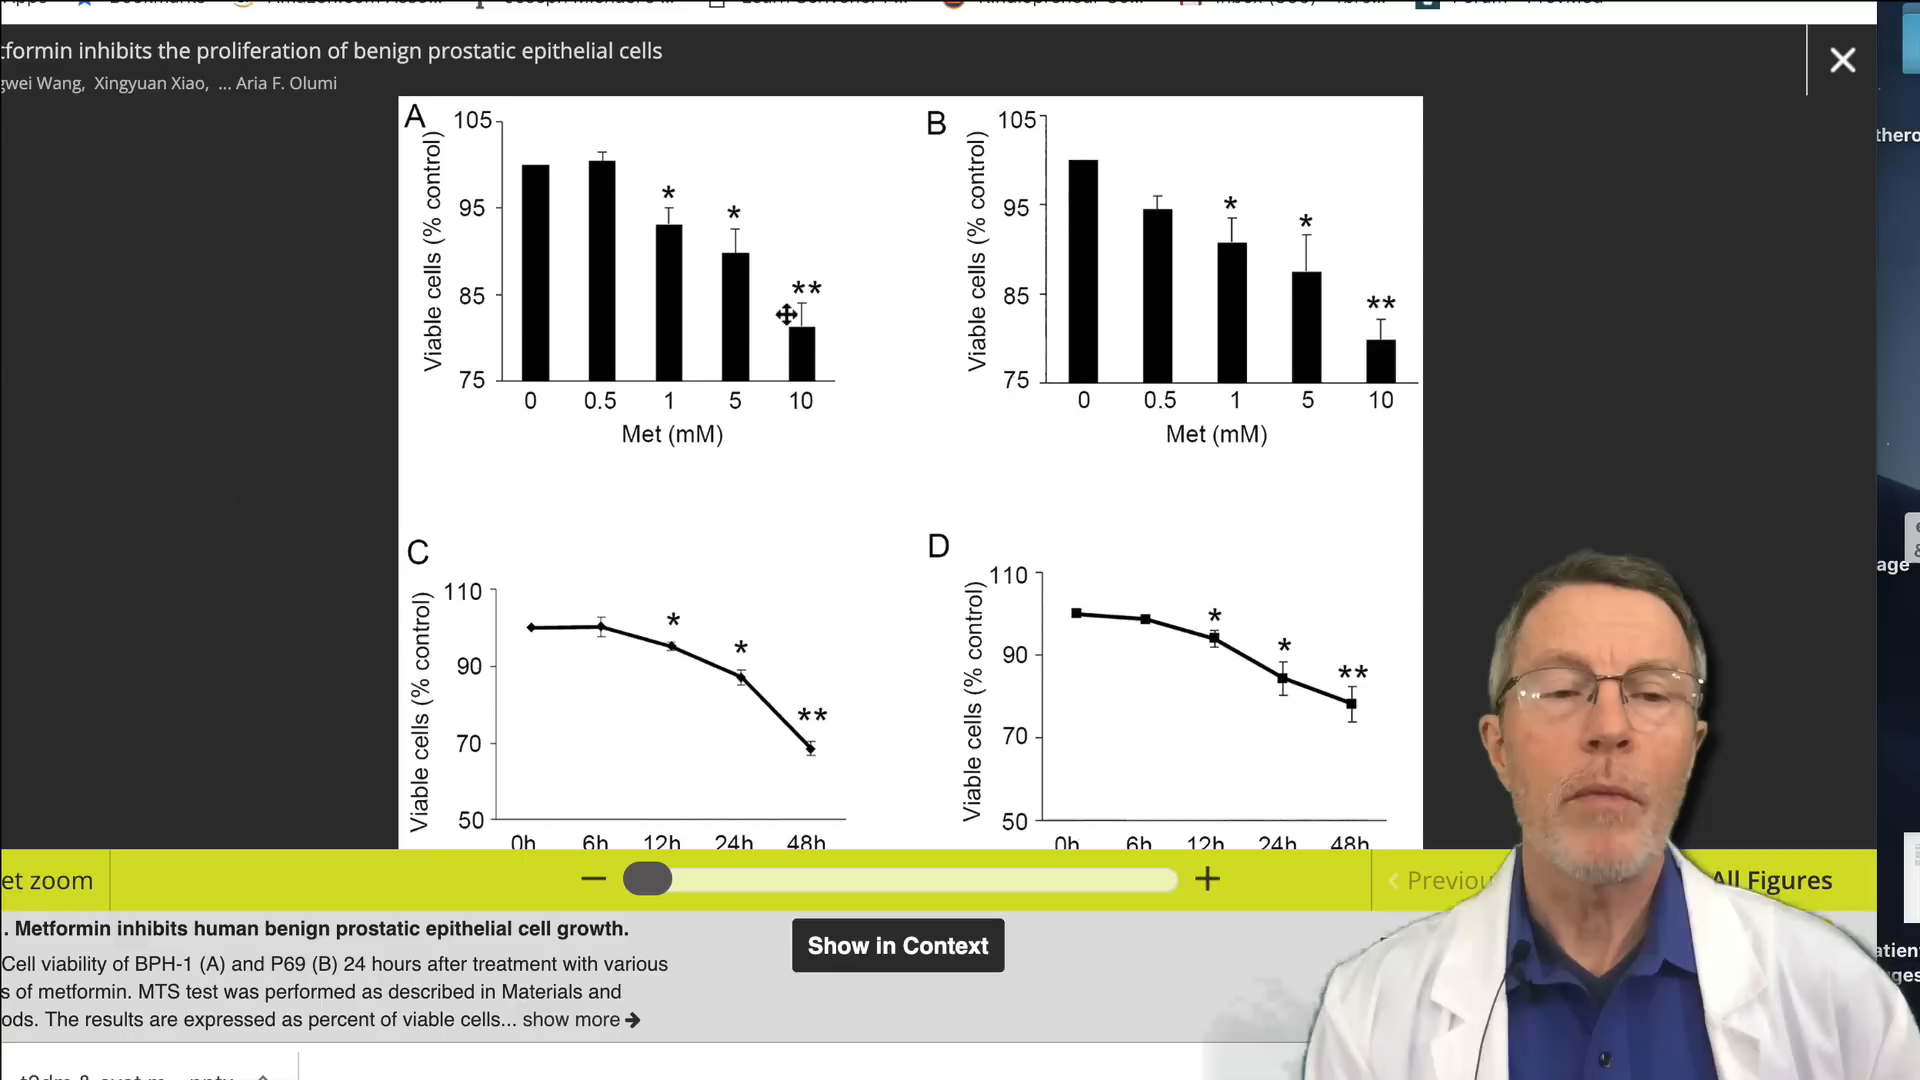 Bookmarks
tformin inhibits the proliferation of benign prostatic epithelial cells
gwei Wang, Xingyuan Xiao, ... Aria F. Olumi
A
105
95
85
75
Viable cells (% control)
*
*
**
0 0.5 1 5 10
Met (mM)
B
105
95
85
75
Viable cells (% control)
*
*
**
0 0.5 1 5 10
Met (mM)
C
110
90
70
50
Viable cells (% control)
*
*
**
0h 6h 12h 24h 48h
D
110
90
70
50
Viable cells (% control)
*
*
**
0h 6h 12h 24h 48h
et zoom
− +
Previou
All Figures
. Metformin inhibits human benign prostatic epithelial cell growth.
Cell viability of BPH-1 (A) and P69 (B) 24 hours after treatment with various
s of metformin. MTS test was performed as described in Materials and
ods. The results are expressed as percent of viable cells... show more
Show in Context
thero
age
atien
ges